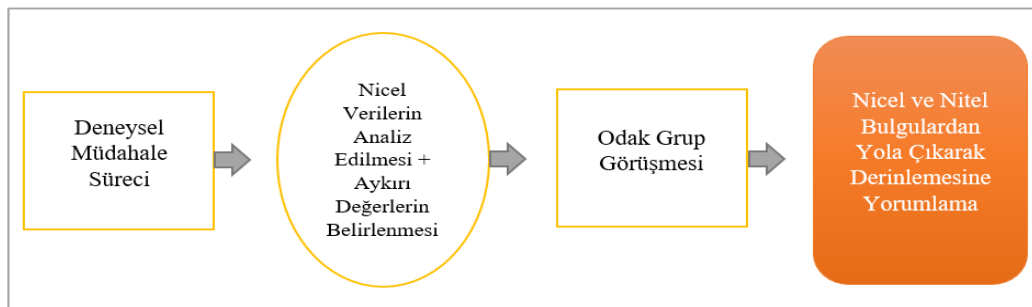 Deneysel
Müdahale
Süreci
Nicel
Verilerin
Analiz
Edilmesi +
Aykırı
Değerlerin
Belirlenmesi
Odak Grup
Görüşmesi
Nicel ve Nitel
Bulgulardan
Yola Çıkarak
Derinlemesine
Yorumlama